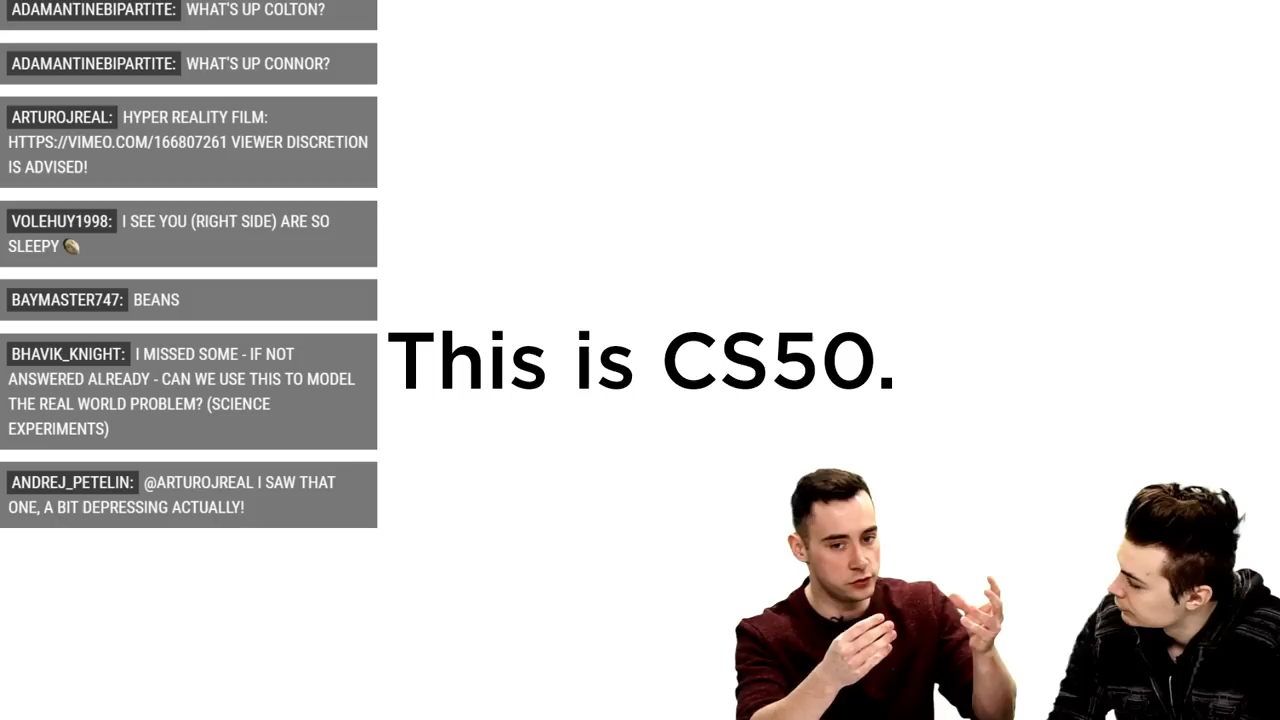 ADAMANTINEBIPARTITE: WHAT'S UP COLTON?
ADAMANTINEBIPARTITE: WHAT'S UP CONNOR?
ARTUROJREAL: HYPER REALITY FILM:
HTTPS://VIMEO.COM/166807261 VIEWER DISCRETION
IS ADVISED!
VOLEHUY1998: I SEE YOU (RIGHT SIDE) ARE SO
SLEEPY
BAYMASTER747: BEANS
BHAVIK_KNIGHT: I MISSED SOME - IF NOT
ANSWERED ALREADY - CAN WE USE THIS TO MODEL
THE REAL WORLD PROBLEM? (SCIENCE
EXPERIMENTS)
ANDREJ_PETELIN: @ARTUROJREAL I SAW THAT
ONE, A BIT DEPRESSING ACTUALLY!
This is CS50.